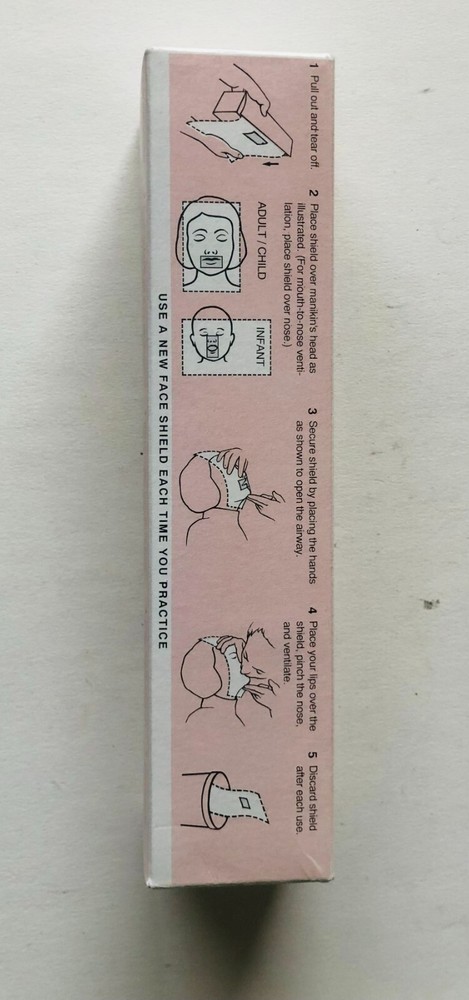 1 Pull out and tear off.
2 Place shield over manikin's head as
illustrated. (For mouth-to-nose venti-
lation, place shield over nose.)
ADULT / CHILD
INFANT
3 Secure shield by placing the hands
as shown to open the airway.
4 Place your lips over the
shield, pinch the nose,
and ventilate.
5 Discard shield
after each use.
USE A NEW FACE SHIELD EACH TIME YOU PRACTICE